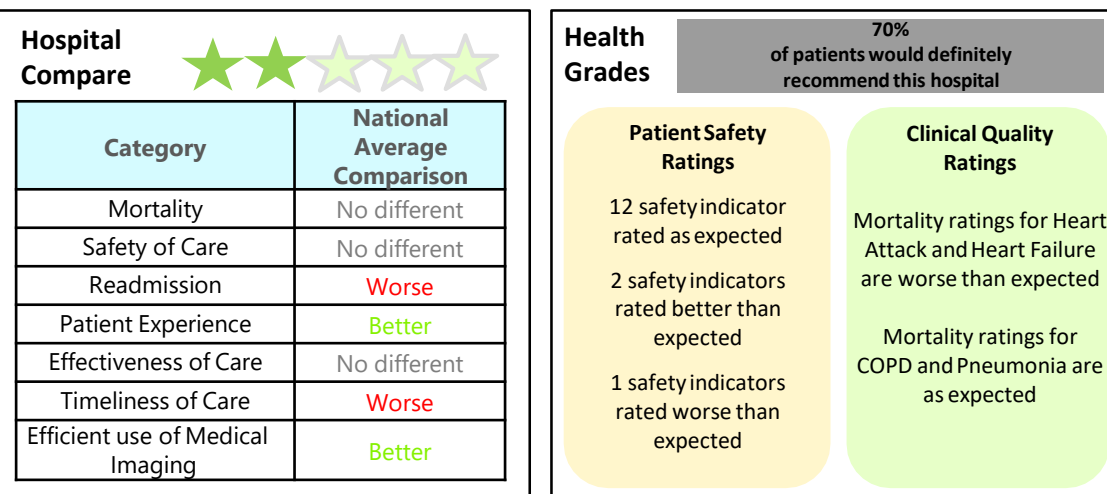 Hospital
Compare
Category
National
Average
Comparison
Mortality
No different
Safety of Care
No different
Readmission
Worse
Patient Experience
Better
Effectiveness of Care
No different
Timeliness of Care
Worse
Efficient use of Medical
Imaging
Better
Health
Grades
70%
of patients would definitely
recommend this hospital
Patient Safety
Ratings
12 safety indicator
rated as expected
2 safety indicators
rated better than
expected
1 safety indicators
rated worse than
expected
Clinical Quality
Ratings
Mortality ratings for Heart
Attack and Heart Failure
are worse than expected
Mortality ratings for
COPD and Pneumonia are
as expected